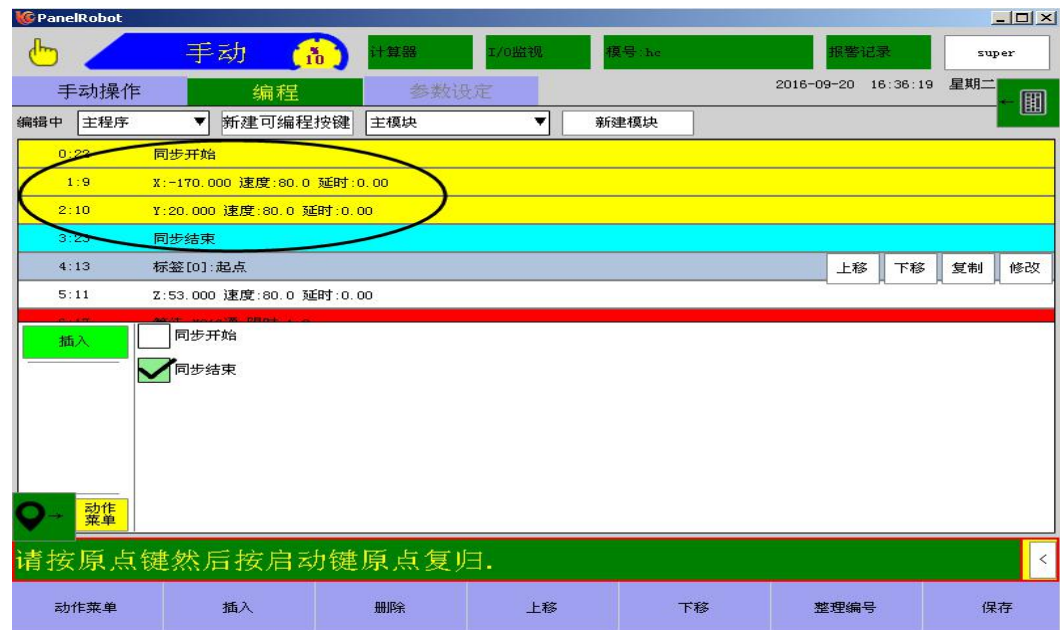 PanelRobot
手动 % 10 计算器 I/O监视 模号:hc 报警记录 super
手动操作 编程 参数设定 2016-09-20 16:36:19 星期二
编辑中 主程序 新建可编程按键 主模块 新建模块
0:22 同步开始
1:9 X:-170.000 速度:80.0 延时:0.00
2:10 Y:20.000 速度:80.0 延时:0.00
3:23 同步结束
4:13 标签[0]:起点 上移 下移 复制 修改
5:11 Z:53.000 速度:80.0 延时:0.00
插入 同步开始
同步结束
动作
菜单
请按原点键然后按启动键原点复归. <
动作菜单 插入 删除 上移 下移 整理编号 保存